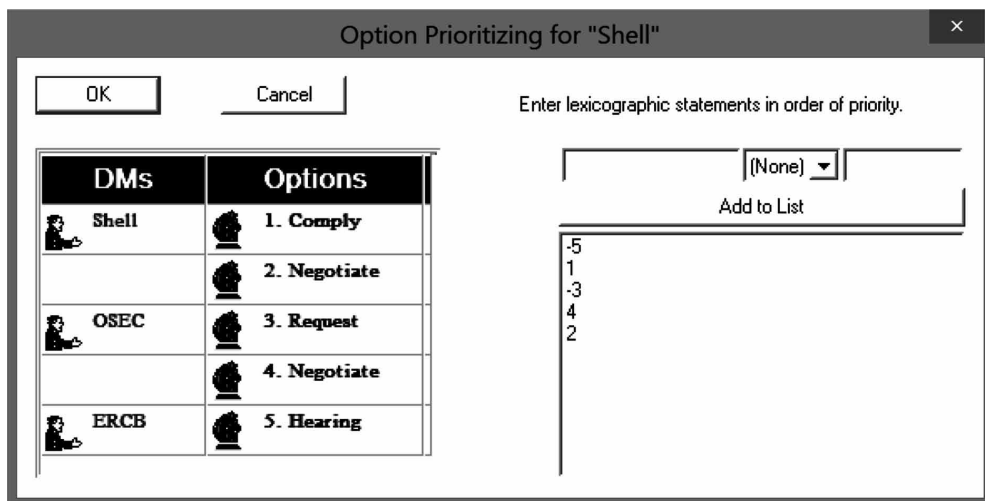 Option Prioritizing for "Shell"
×
OK
Cancel
Enter lexicographic statements in order of priority.
DMs Options
Shell 1. Comply
2. Negotiate
OSEC 3. Request
4. Negotiate
ERCB 5. Hearing
(None)
Add to List
-5
1
-3
4
2